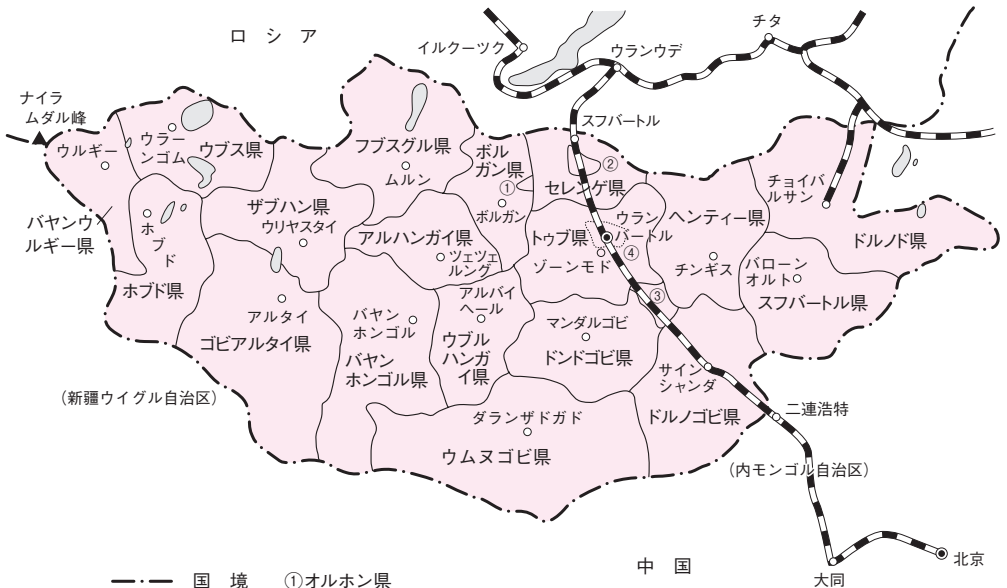 ロシア
イルクーツク
ウランウデ
チタ
ナイラ
ムダル峰
ウルギー
ウラー
ンゴム
ウブス県
フブスグル県
ムルン
ボル
ガン県
①
ボルガン
スフバートル
②
セレンゲ県
チョイバ
ルサン
バヤンウ
ルギー県
ホブド
ホブド県
ザブハン県
ウリヤスタイ
アルハンガイ県
ツェツェ
ルング
トゥブ県
ウラン
バートル
④
ゾーンモド
ヘンティー県
チンギス
ドルノド県
バローン
オルト
スフバートル県
アルタイ
ゴビアルタイ県
バヤン
ホンゴル
バヤン
ホンゴル県
アルバイ
ヘール
ウブル
ハンガ
イ県
マンダルゴビ
ドンドゴビ県
③
サイン
シャンダ
ドルノゴビ県
(新疆ウイグル自治区)
ダランザドガド
ウムヌゴビ県
二連浩特
(内モンゴル自治区)
中国
北京
大同
国境
①オルホン県